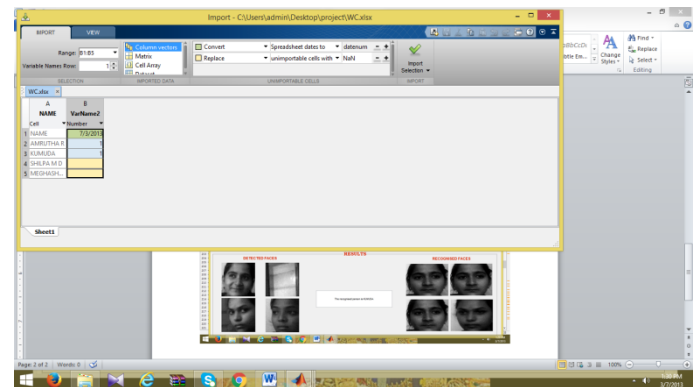 Import - C:\Users\admin\Desktop\project\WC.xlsx
IMPORT VIEW
Range: B1:B5
Variable Names Row: 1
SELECTION
Column vectors
Matrix
Cell Array
Dataset
IMPORTED DATA
Convert Spreadsheet dates to datenum
Replace unimportable cells with NaN
UNIMPORTABLE CELLS
Import
Selection
IMPORT
WC.xlsx
A B
NAME VarName2
Cell Number
1 NAME 7/3/2013
2 AMRUTHA R 1
3 KUMUDA 1
4 SHILPA M D
5 MEGHASH...
Sheet1
Change
Styles
Find
Replace
Select
Editing
RESULTS
DETECTED FACES RECOGNISED FACES
Page: 2 of 2 Words: 0
100%
3/7/2013